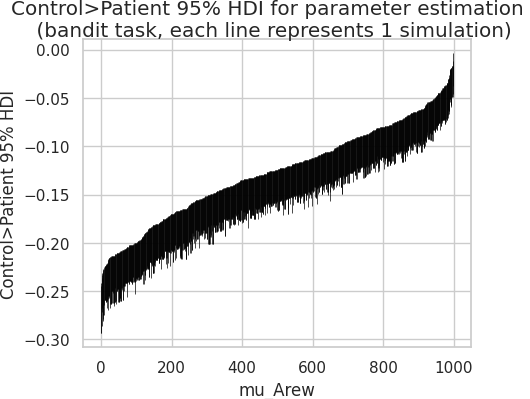 Control>Patient 95% HDI for parameter estimation
(bandit task, each line represents 1 simulation)
Control>Patient 95% HDI
0.00
−0.05
−0.10
−0.15
−0.20
−0.25
−0.30
0 200 400 600 800 1000
mu_Arew